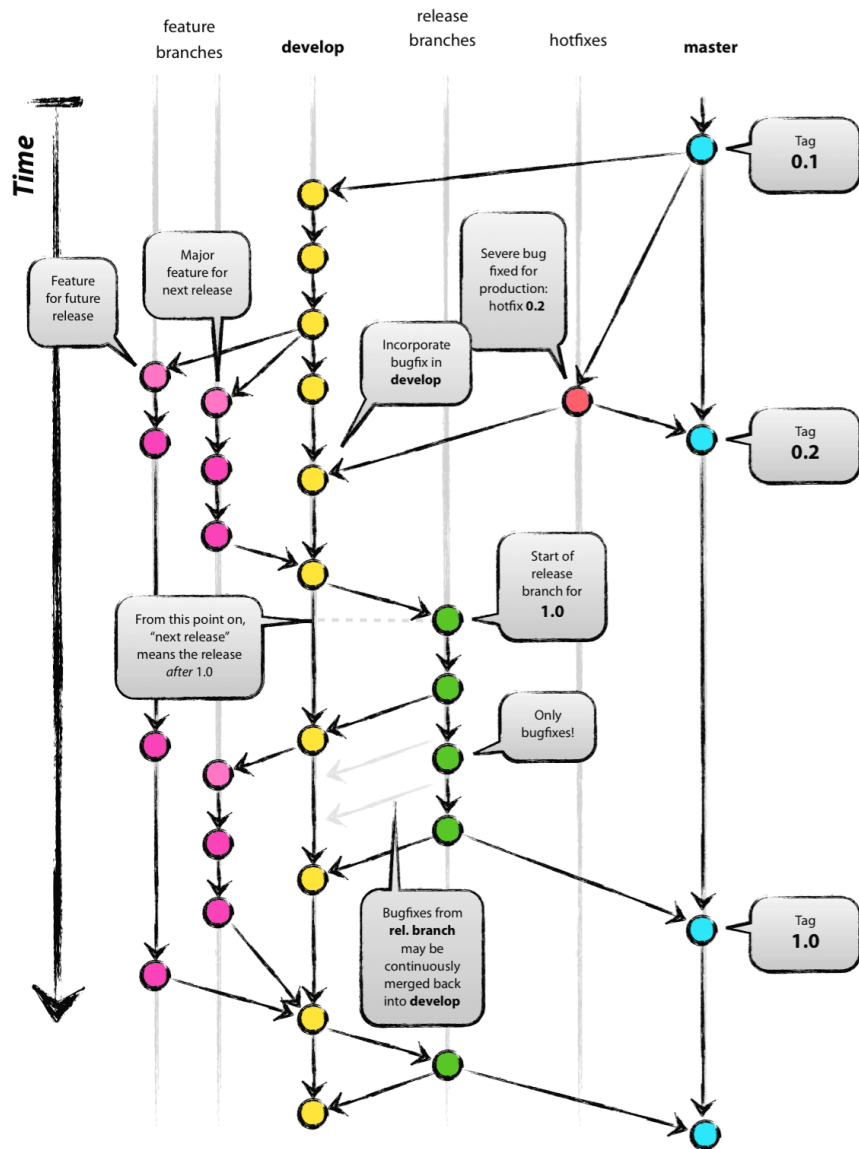 feature
branches
develop
release
branches
hotfixes
master
Time
Tag
0.1
Major
feature for
next release
Feature
for future
release
Severe bug
fixed for
production:
hotfix 0.2
Incorporate
bugfix in
develop
Tag
0.2
Start of
release
branch for
1.0
From this point on,
“next release”
means the release
after 1.0
Only
bugfixes!
Bugfixes from
rel. branch
may be
continuously
merged back
into develop
Tag
1.0